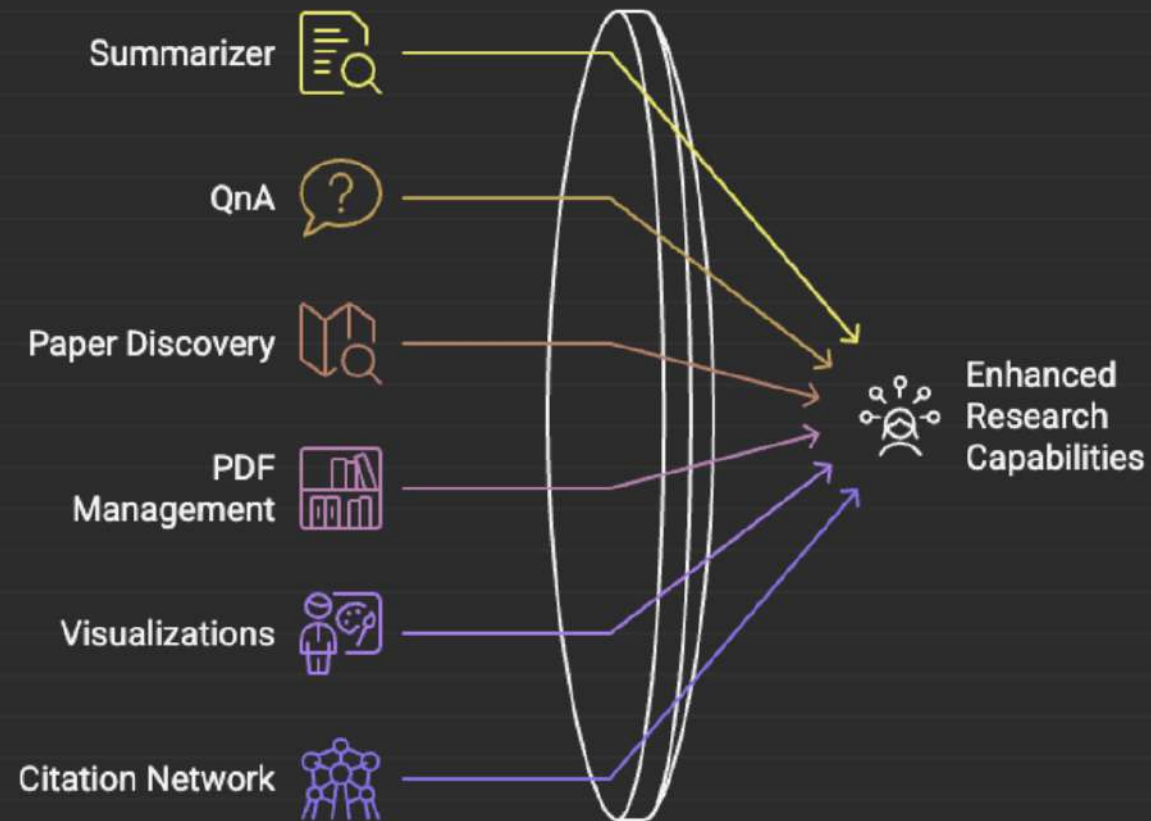 Summarizer
QnA
?
Paper Discovery
Enhanced
Research
Capabilities
PDF
Management
Visualizations
Citation Network